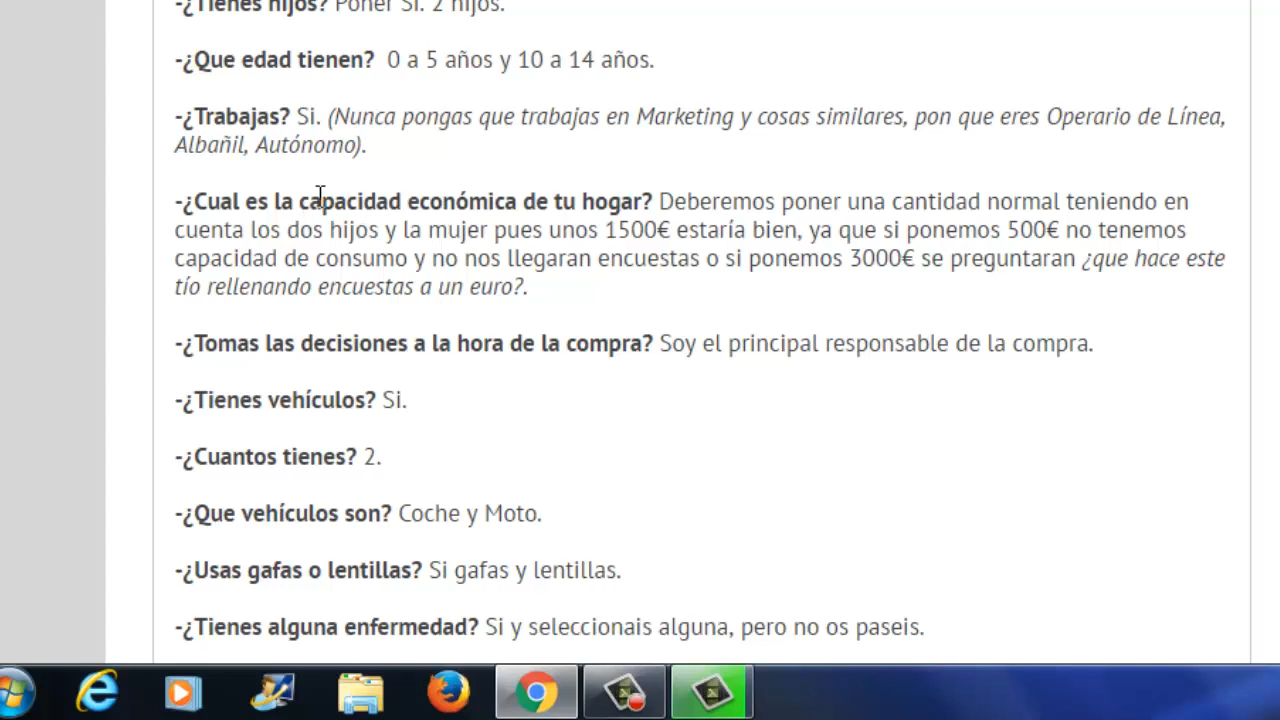 -¿Tienes hijos? Poner Si. 2 hijos.
-¿Que edad tienen? 0 a 5 años y 10 a 14 años.
-¿Trabajas? Si. (Nunca pongas que trabajas en Marketing y cosas similares, pon que eres Operario de Línea,
Albañil, Autónomo).
-¿Cual es la capacidad económica de tu hogar? Deberemos poner una cantidad normal teniendo en
cuenta los dos hijos y la mujer pues unos 1500€ estaría bien, ya que si ponemos 500€ no tenemos
capacidad de consumo y no nos llegaran encuestas o si ponemos 3000€ se preguntaran ¿que hace este
tío rellenando encuestas a un euro?.
-¿Tomas las decisiones a la hora de la compra? Soy el principal responsable de la compra.
-¿Tienes vehículos? Si.
-¿Cuantos tienes? 2.
-¿Que vehículos son? Coche y Moto.
-¿Usas gafas o lentillas? Si gafas y lentillas.
-¿Tienes alguna enfermedad? Si y seleccionais alguna, pero no os paseis.